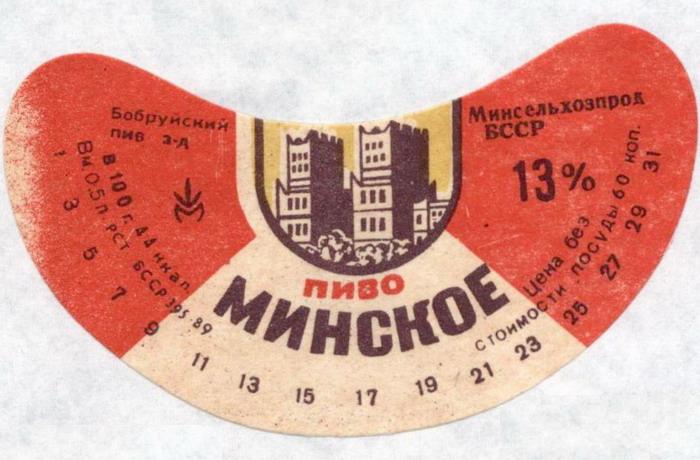 Бобруйский
пив з-д
В 100 г. 44 ккал.
Вм 0.5л РСТ БССР 395-89
Минсельхозпрод
БССР
13%
Цена без
стоимости посуды 60 коп.
ПИВО
МИНСКОЕ
1 3 5 7 9 11 13 15 17 19 21 23 25 27 29 31